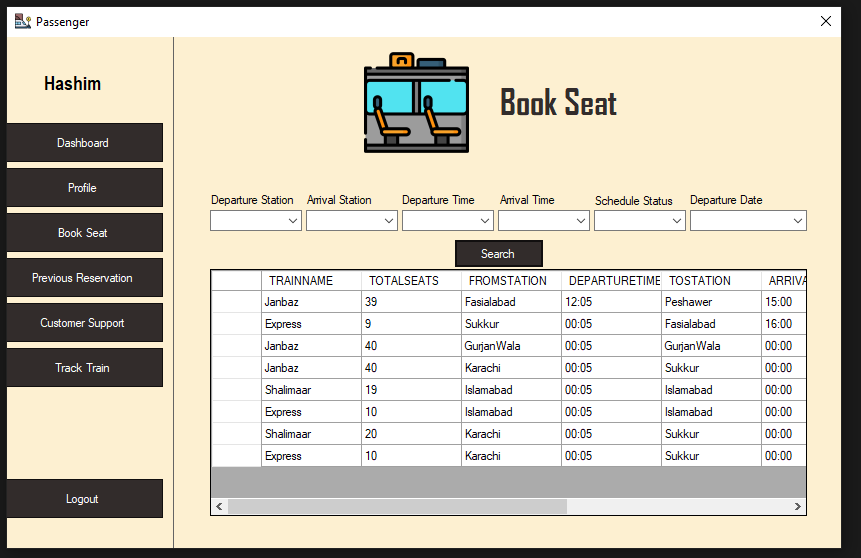 Passenger
Hashim
Dashboard
Profile
Book Seat
Previous Reservation
Customer Support
Track Train
Logout
Book Seat
Departure Station Arrival Station Departure Time Arrival Time Schedule Status Departure Date
Search
TRAINNAME TOTALSEATS FROMSTATION DEPARTURETIME TOSTATION ARRIVA
Janbaz 39 Fasialabad 12:05 Peshawer 15:00
Express 9 Sukkur 00:05 Fasialabad 16:00
Janbaz 40 GurjanWala 00:05 GurjanWala 00:00
Janbaz 40 Karachi 00:05 Sukkur 00:00
Shalimaar 19 Islamabad 00:05 Islamabad 00:00
Express 10 Islamabad 00:05 Islamabad 00:00
Shalimaar 20 Karachi 00:05 Sukkur 00:00
Express 10 Karachi 00:05 Sukkur 00:00